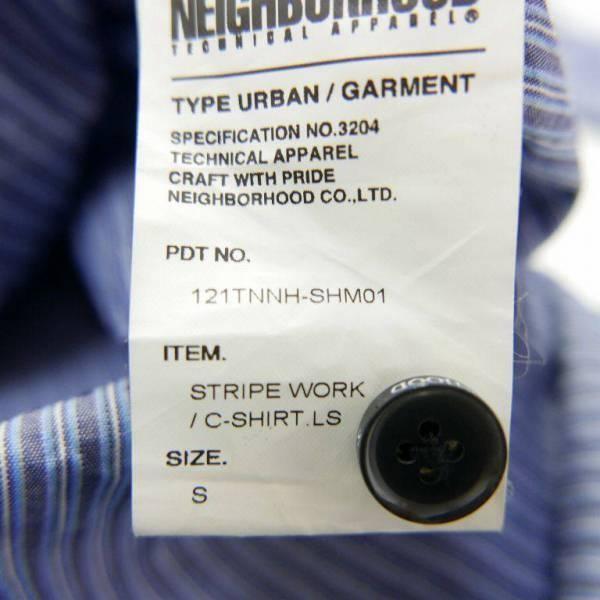 NEIGHBORHOOD
TECHNICAL APPAREL®
TYPE URBAN / GARMENT
SPECIFICATION NO.3204
TECHNICAL APPAREL
CRAFT WITH PRIDE
NEIGHBORHOOD CO.,LTD.
PDT NO.
121TNNH-SHM01
ITEM.
STRIPE WORK
/ C-SHIRT.LS
SIZE.
S